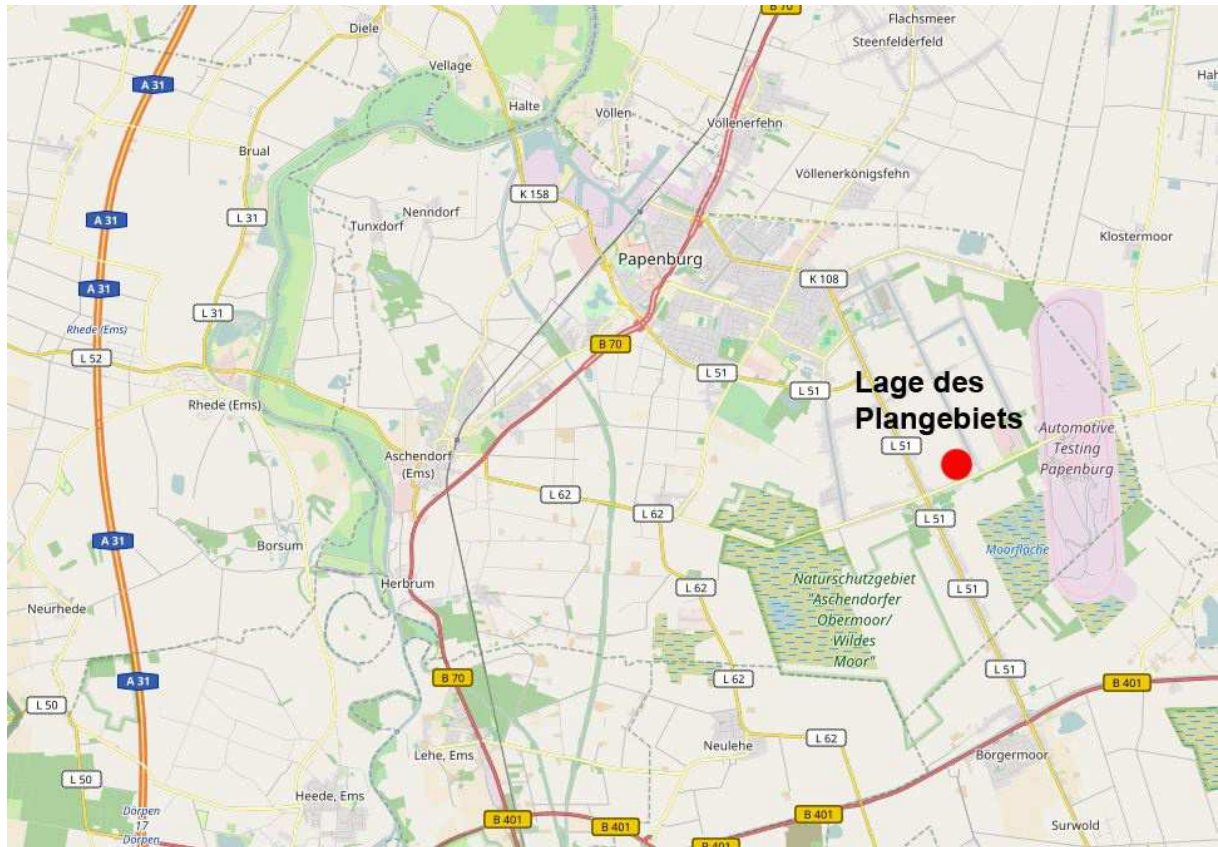 B 70
Flachsmeer
Diele
Steenfelderfeld
Vellage
A 31
Halte
Völlen
Völlenerfehn
Brual
Völlenerkönigsfehn
K 158
Nenndorf
L 31
A 31
Tunxdorf
Klostermoor
Papenburg
K 108
A 31
L 31
Rhede (Ems)
B 70
L 52
L 51
L 51
Lage des
Plangebiets
Rhede (Ems)
Automotive
Testing
Papenburg
L 51
Aschendorf
(Ems)
L 62
L 62
L 51
A 31
Borsum
Moorfläche
Herbrum
Naturschutzgebiet
"Aschendorfer
Obermoor/
Wildes
Moor"
L 62
L 51
Neurhede
L 51
B 70
L 62
A 31
B 401
L 50
Neulehe
L 62
Lehe, Ems
Börgermoor
L 50
Heede, Ems
Dörpen
17
Dörpen
B 401
B 401
B 401
Surwold